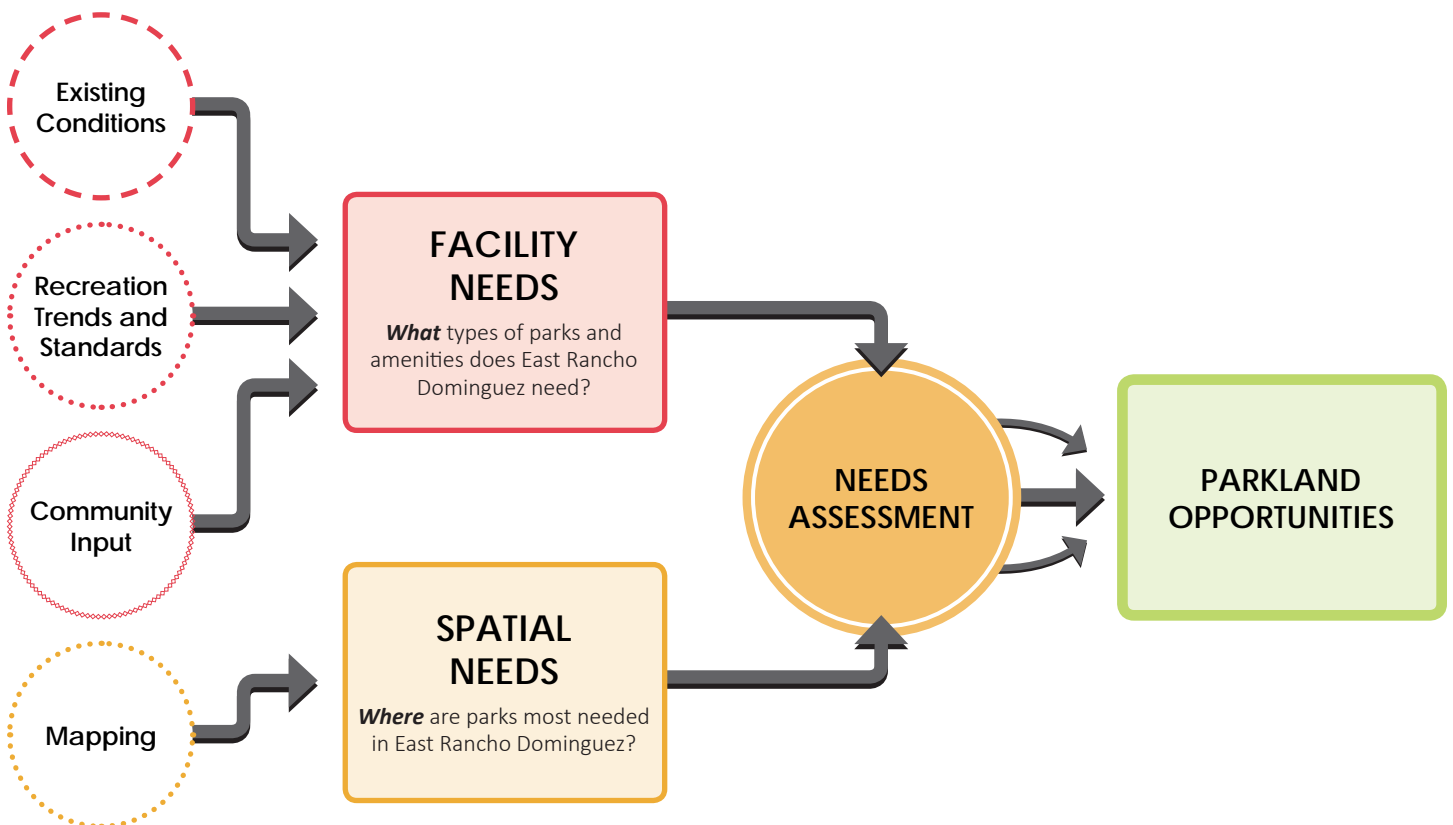 Existing
Conditions
Recreation
Trends and
Standards
Community
Input
Mapping
FACILITY
NEEDS
What types of parks and
amenities does East Rancho
Dominguez need?
SPATIAL
NEEDS
Where are parks most needed
in East Rancho Dominguez?
NEEDS
ASSESSMENT
PARKLAND
OPPORTUNITIES